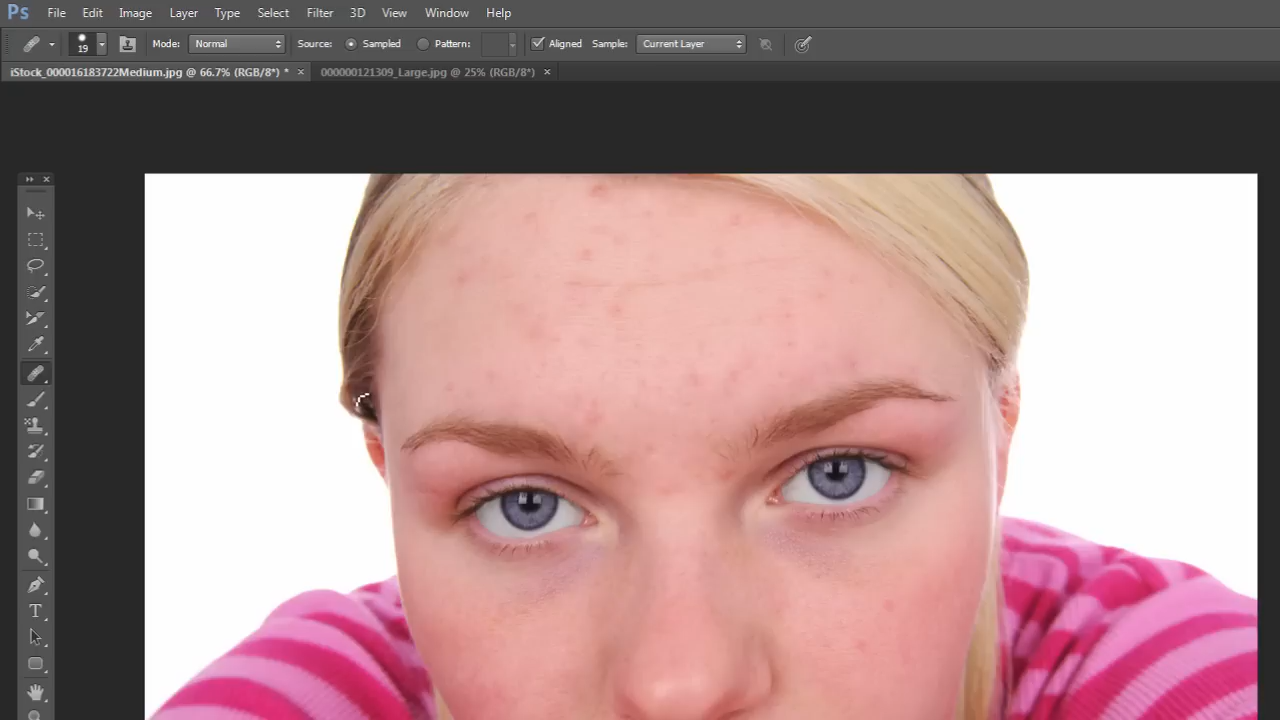 Ps File Edit Image Layer Type Select Filter 3D View Window Help
19 Mode: Normal Source: Sampled Pattern: Aligned Sample: Current Layer
iStock_000016183722Medium.jpg @ 66.7% (RGB/8*) * × 000000121309_Large.jpg @ 25% (RGB/8*) ×
T